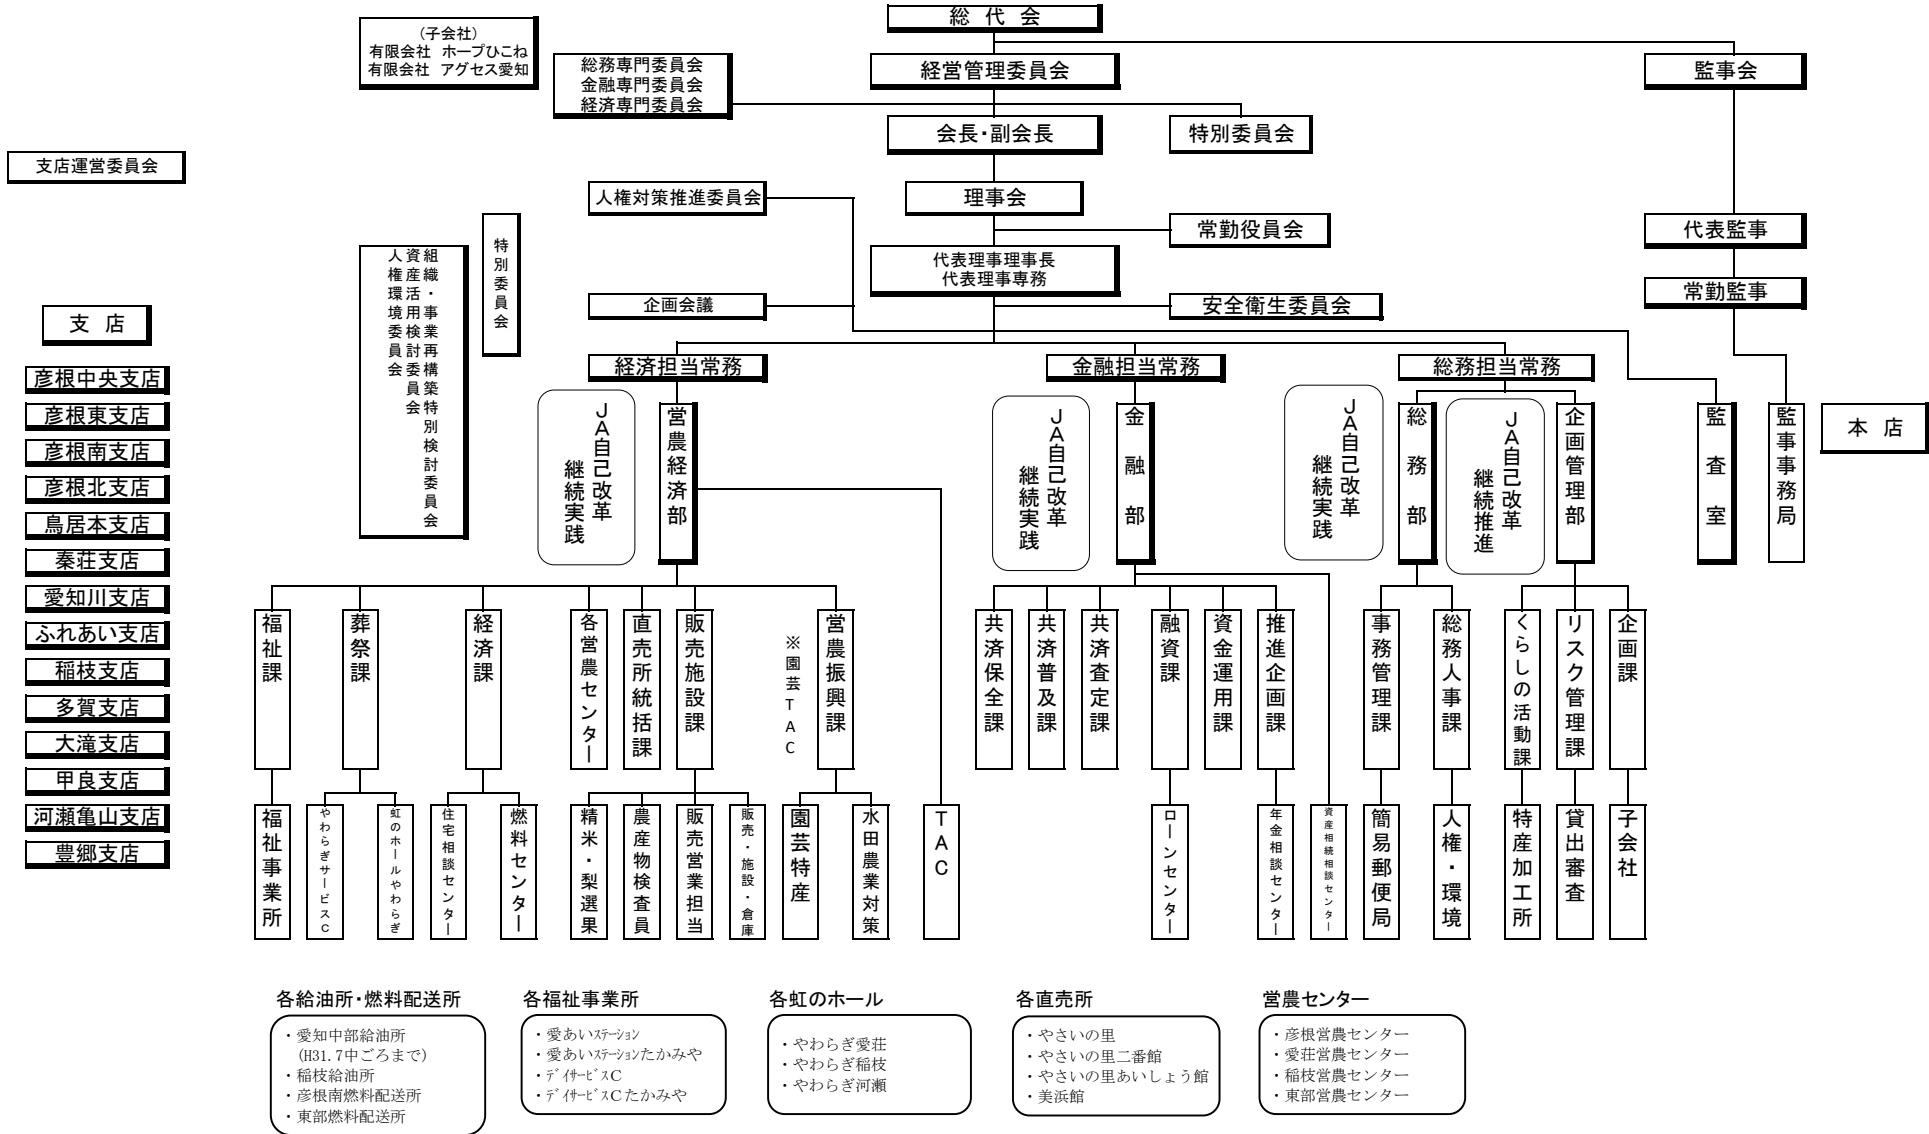 総 代 会
(子会社)
有限会社 ホープひこね
有限会社 アグセス愛知
総務専門委員会
金融専門委員会
経済専門委員会
経営管理委員会
監事会
会長・副会長
特別委員会
支店運営委員会
人権対策推進委員会
理事会
常勤役員会
代表監事
特別委員会
組織・事業再構築特別検討委員会
資産活用検討委員会
人権環境委員会
代表理事理事長
代表理事専務
常勤監事
企画会議
安全衛生委員会
支 店
経済担当常務
金融担当常務
総務担当常務
彦根中央支店
彦根東支店
彦根南支店
彦根北支店
鳥居本支店
秦荘支店
愛知川支店
ふれあい支店
稲枝支店
多賀支店
大滝支店
甲良支店
河瀬亀山支店
豊郷支店
JA自己改革
継続実践
営農経済部
JA自己改革
継続実践
金融部
JA自己改革
継続実践
総務部
JA自己改革
継続推進
企画管理部
監査室
監事事務局
本 店
福祉課
葬祭課
経済課
各営農センター
直売所統括課
販売施設課
※園芸TAC
営農振興課
共済保全課
共済普及課
共済査定課
融資課
資金運用課
推進企画課
事務管理課
総務人事課
くらしの活動課
リスク管理課
企画課
福祉事業所
やわらぎサービスC
虹のホールやわらぎ
住宅相談センター
燃料センター
精米・梨選果
農産物検査員
販売営業担当
販売・施設・倉庫
園芸特産
水田農業対策
TAC
ローンセンター
年金相談センター
資産相続相談センター
簡易郵便局
人権・環境
特産加工所
貸出審査
子会社
各給油所・燃料配送所
・愛知中部給油所
(H31.7中ごろまで)
・稲枝給油所
・彦根南燃料配送所
・東部燃料配送所
各福祉事業所
・愛あいステーション
・愛あいステーションたかみや
・デイサービスC
・デイサービスCたかみや
各虹のホール
・やわらぎ愛荘
・やわらぎ稲枝
・やわらぎ河瀬
各直売所
・やさいの里
・やさいの里二番館
・やさいの里あいしょう館
・美浜館
営農センター
・彦根営農センター
・愛荘営農センター
・稲枝営農センター
・東部営農センター